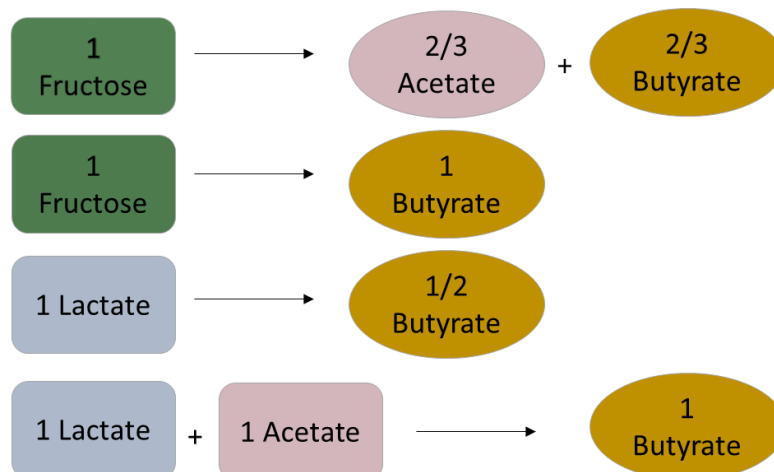 1
Fructose
2/3
Acetate
+
2/3
Butyrate
1
Fructose
1
Butyrate
1 Lactate
1/2
Butyrate
1 Lactate
+
1 Acetate
1
Butyrate